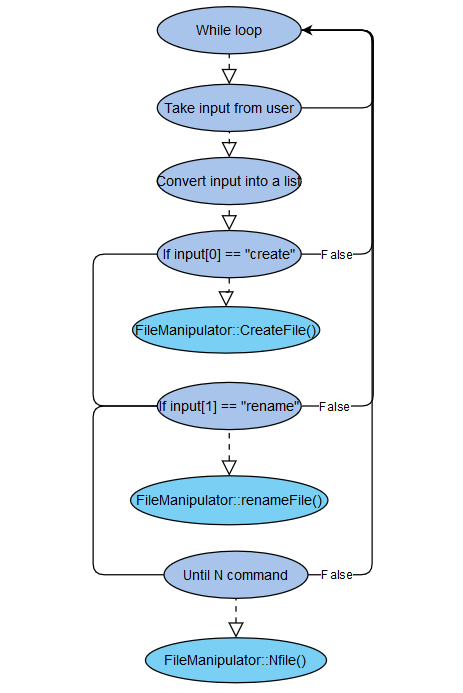 While loop
Take input from user
Convert input into a list
If input[0] == "create"
False
FileManipulator::CreateFile()
If input[1] == "rename"
False
FileManipulator::renameFile()
Until N command
False
FileManipulator::Nfile()